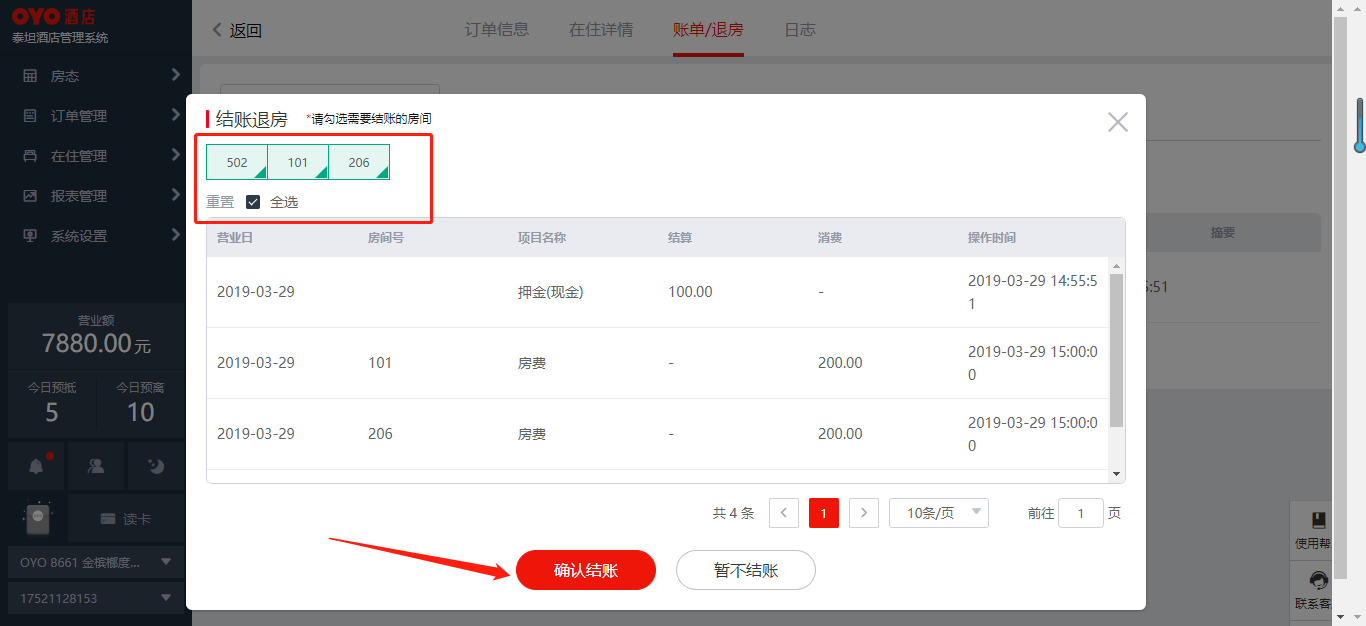 OYO 酒店
泰坦酒店管理系统
返回
订单信息
在住详情
账单/退房
日志
房态
订单管理
在住管理
报表管理
系统设置
营业额
7880.00元
今日预抵
今日预离
5
10
读卡
OYO 8661 金槟榔度...
17521128153
结账退房
*请勾选需要结账的房间
502
101
206
重置
全选
营业日 房间号 项目名称 结算 消费 操作时间
2019-03-29 押金(现金) 100.00 - 2019-03-29 14:55:5
1
2019-03-29 101 房费 - 200.00 2019-03-29 15:00:0
0
2019-03-29 206 房费 - 200.00 2019-03-29 15:00:0
0
共 4 条
1
10条/页
前往 1 页
确认结账
暂不结账
摘要
:51
使用帮
联系客